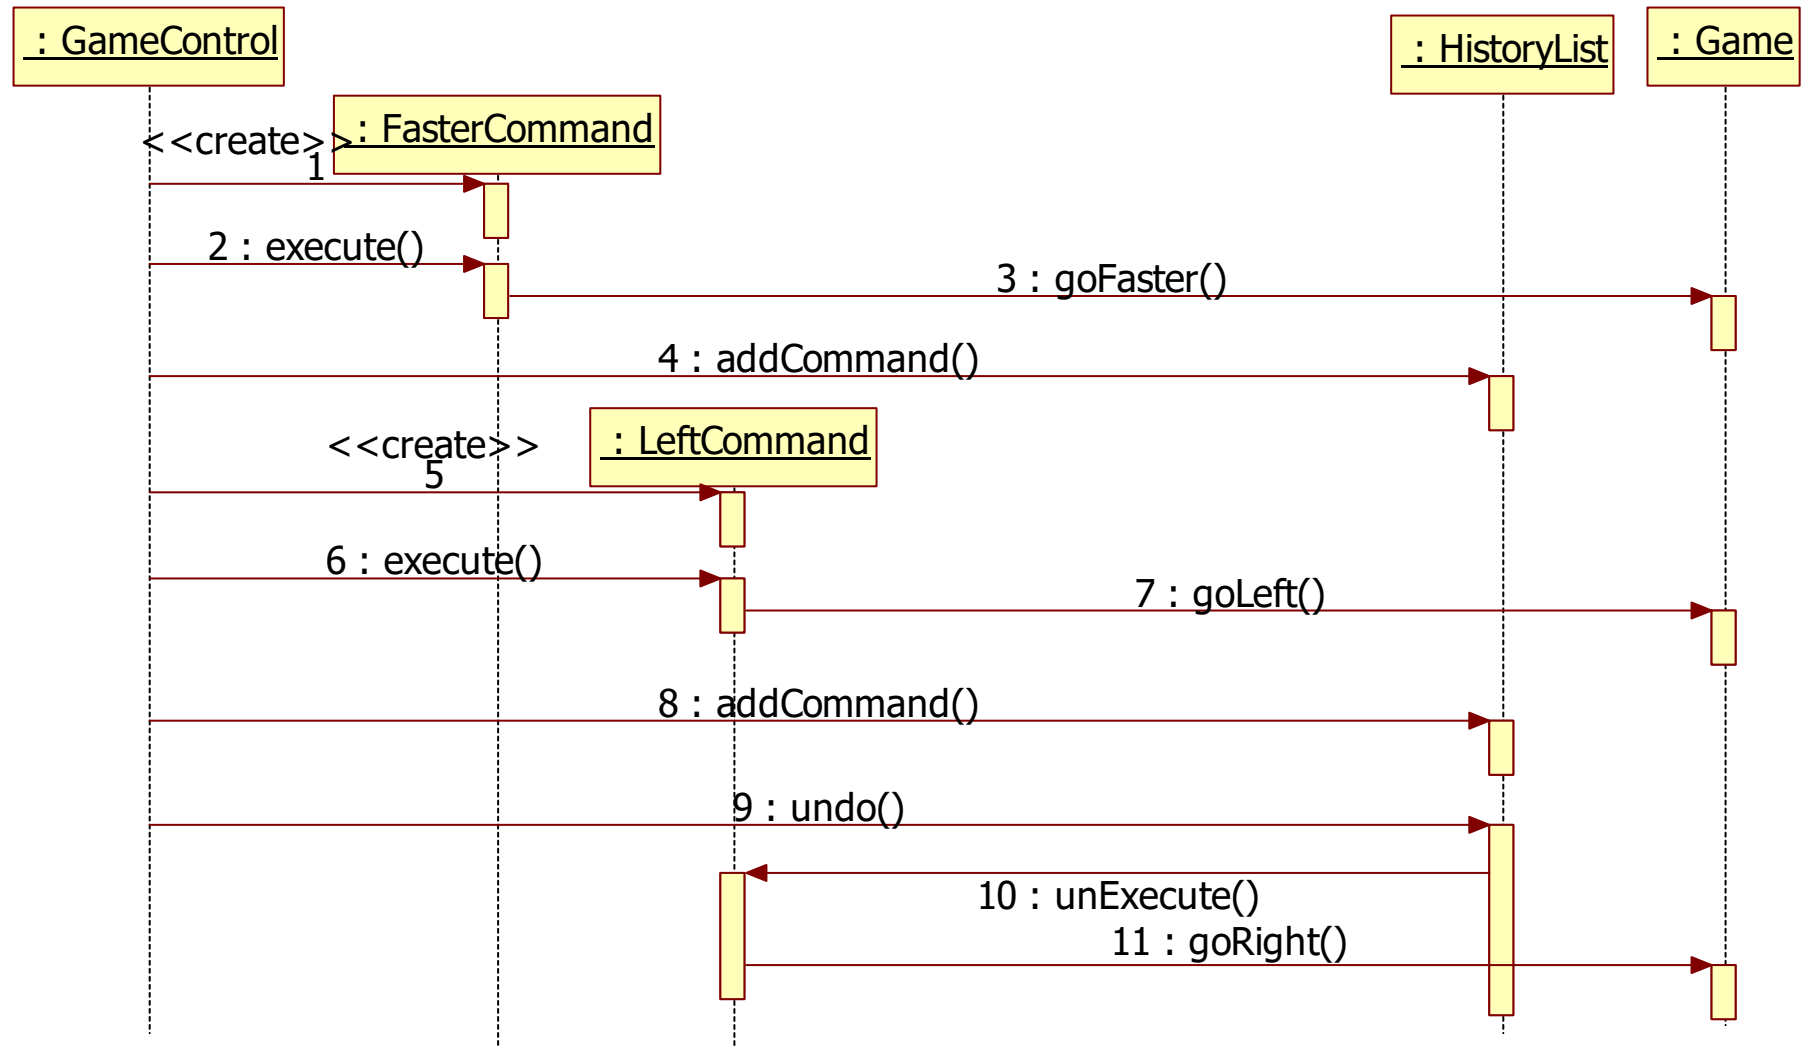 : GameControl
: HistoryList
: Game
: FasterCommand
<<create>>
1
2 : execute()
3 : goFaster()
4 : addCommand()
: LeftCommand
<<create>>
5
6 : execute()
7 : goLeft()
8 : addCommand()
9 : undo()
10 : unExecute()
11 : goRight()